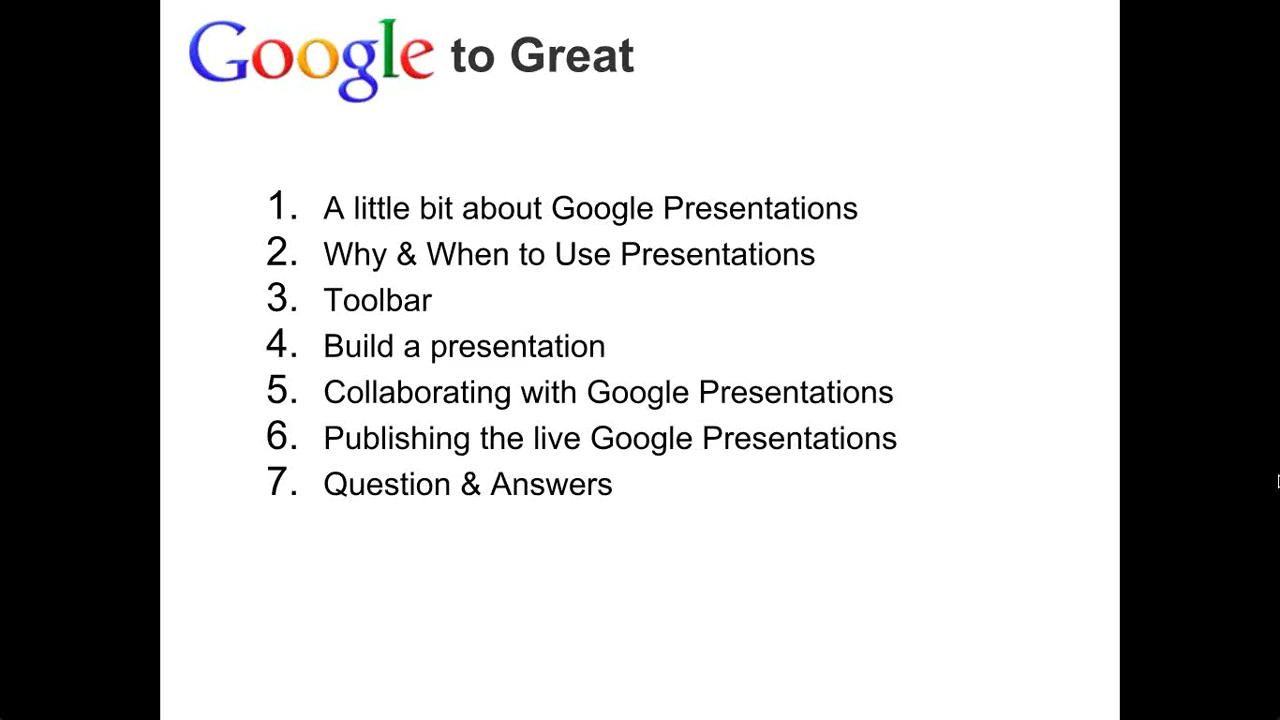 Google to Great
1. A little bit about Google Presentations
2. Why & When to Use Presentations
3. Toolbar
4. Build a presentation
5. Collaborating with Google Presentations
6. Publishing the live Google Presentations
7. Question & Answers